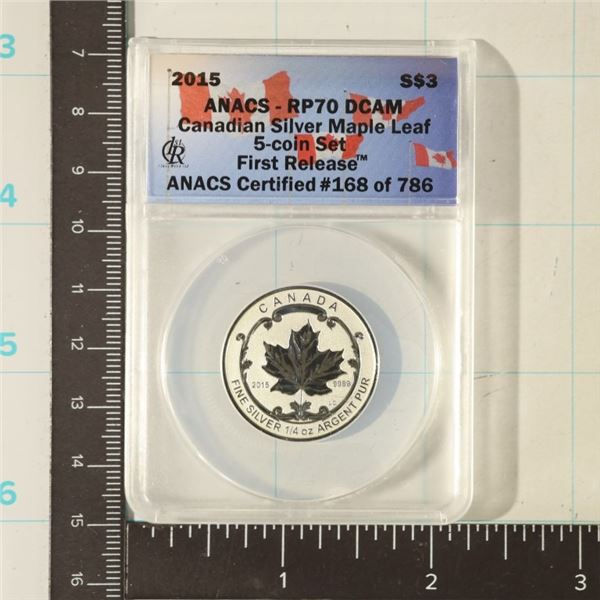 2015 S$3
ANACS - RP70 DCAM
Canadian Silver Maple Leaf
5-coin Set
First Release™
ANACS Certified #168 of 786
1st R
CANADA
2015 9999
FINE SILVER 1/4 oz ARGENT PUR
3
4
5
6
7
8
9
10
11
12
13
14
15
16
1 2 3